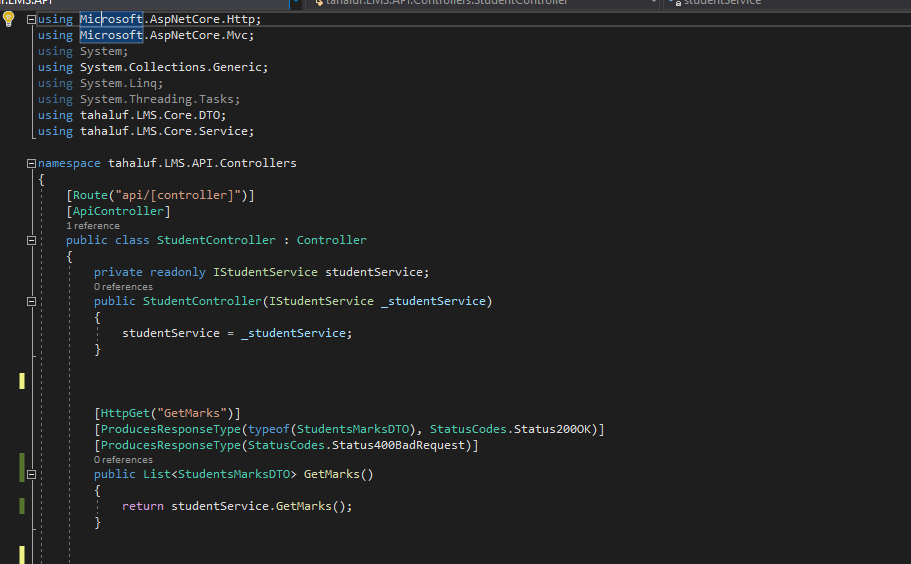 tahaluf.LMS.API.Controllers.StudentController
studentService
using Microsoft.AspNetCore.Http;
using Microsoft.AspNetCore.Mvc;
using System;
using System.Collections.Generic;
using System.Linq;
using System.Threading.Tasks;
using tahaluf.LMS.Core.DTO;
using tahaluf.LMS.Core.Service;
namespace tahaluf.LMS.API.Controllers
{
[Route("api/[controller]")]
[ApiController]
1 reference
public class StudentController : Controller
{
private readonly IStudentService studentService;
0 references
public StudentController(IStudentService _studentService)
{
studentService = _studentService;
}
[HttpGet("GetMarks")]
[ProducesResponseType(typeof(StudentsMarksDTO), StatusCodes.Status200OK)]
[ProducesResponseType(StatusCodes.Status400BadRequest)]
0 references
public List<StudentsMarksDTO> GetMarks()
{
return studentService.GetMarks();
}